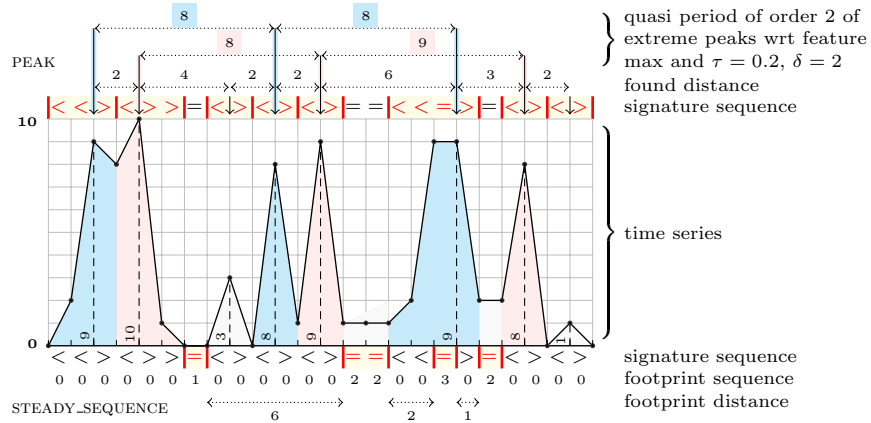 8 8 quasi period of order 2 of
8 9 extreme peaks wrt feature
PEAK max and τ = 0.2, δ = 2
2 4 2 2 6 3 2 found distance
< < > < > > = < > < > < > = = < < = > = < > < > signature sequence
10
time series
9 10 3 8 9 9 8 1
0
< < > < > > = < > < > < > = = < < = > = < > < > signature sequence
0 0 0 0 0 0 1 0 0 0 0 0 0 2 2 0 0 3 0 2 0 0 0 0 footprint sequence
STEADY_SEQUENCE 6 2 1 footprint distance